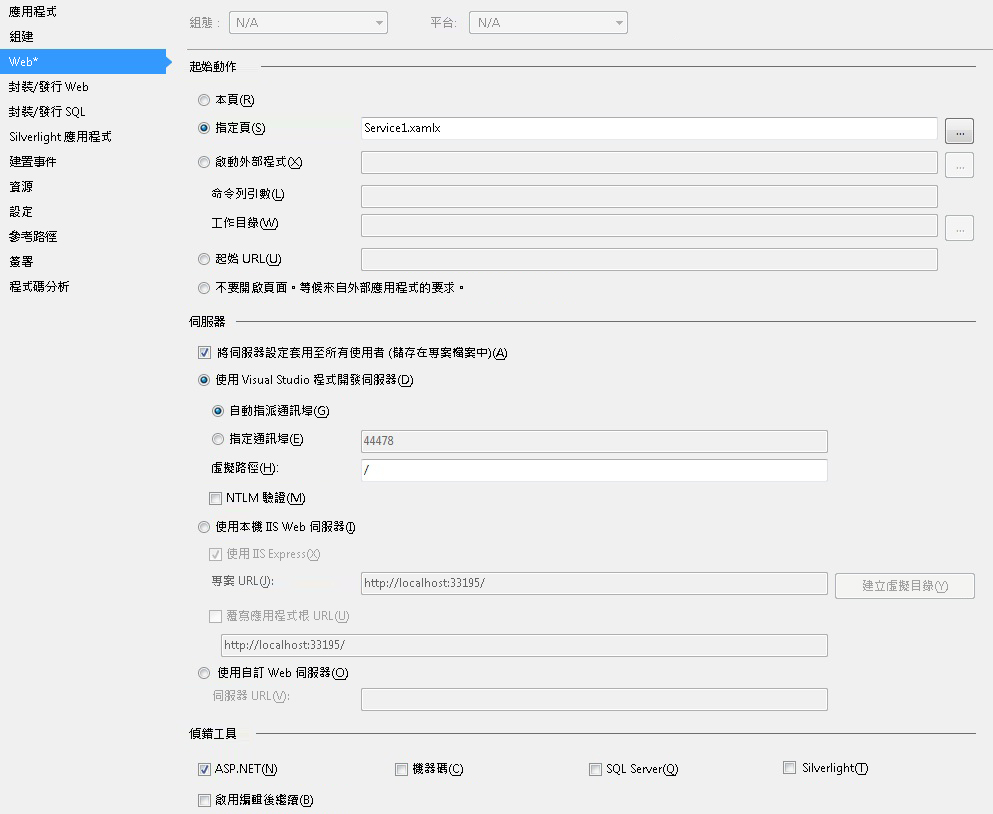 應用程式
組建
Web*
封裝/發行 Web
封裝/發行 SQL
Silverlight 應用程式
建置事件
資源
設定
參考路徑
簽署
程式碼分析
組態： N/A 平台: N/A
起始動作
本頁(R)
指定頁(S) Service1.xamlx ...
啟動外部程式(X) ...
命令列引數(L)
工作目錄(W) ...
起始 URL(U)
不要開啟頁面。等候來自外部應用程式的要求。
伺服器
將伺服器設定套用至所有使用者 (儲存在專案檔案中)(A)
使用 Visual Studio 程式開發伺服器(D)
自動指派通訊埠(G)
指定通訊埠(E) 44478
虛擬路徑(H): /
NTLM 驗證(M)
使用本機 IIS Web 伺服器(I)
使用 IIS Express(X)
專案 URL(J): http://localhost:33195/ 建立虛擬目錄(Y)
覆寫應用程式根 URL(U)
http://localhost:33195/
使用自訂 Web 伺服器(O)
伺服器 URL(V):
偵錯工具
ASP.NET(N) 機器碼(C) SQL Server(Q) Silverlight(T)
啟用編輯後繼續(B)